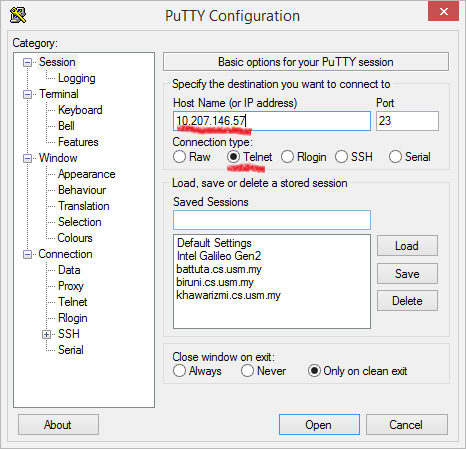 PuTTY Configuration
Category:
Session
Logging
Terminal
Keyboard
Bell
Features
Window
Appearance
Behaviour
Translation
Selection
Colours
Connection
Data
Proxy
Telnet
Rlogin
SSH
Serial
Basic options for your PuTTY session
Specify the destination you want to connect to
Host Name (or IP address) Port
10.207.146.57 23
Connection type:
Raw Telnet Rlogin SSH Serial
Load, save or delete a stored session
Saved Sessions
Default Settings
Intel Galileo Gen2
battuta.cs.usm.my
biruni.cs.usm.my
khawarizmi.cs.usm.my
Load
Save
Delete
Close window on exit:
Always Never Only on clean exit
About Open Cancel